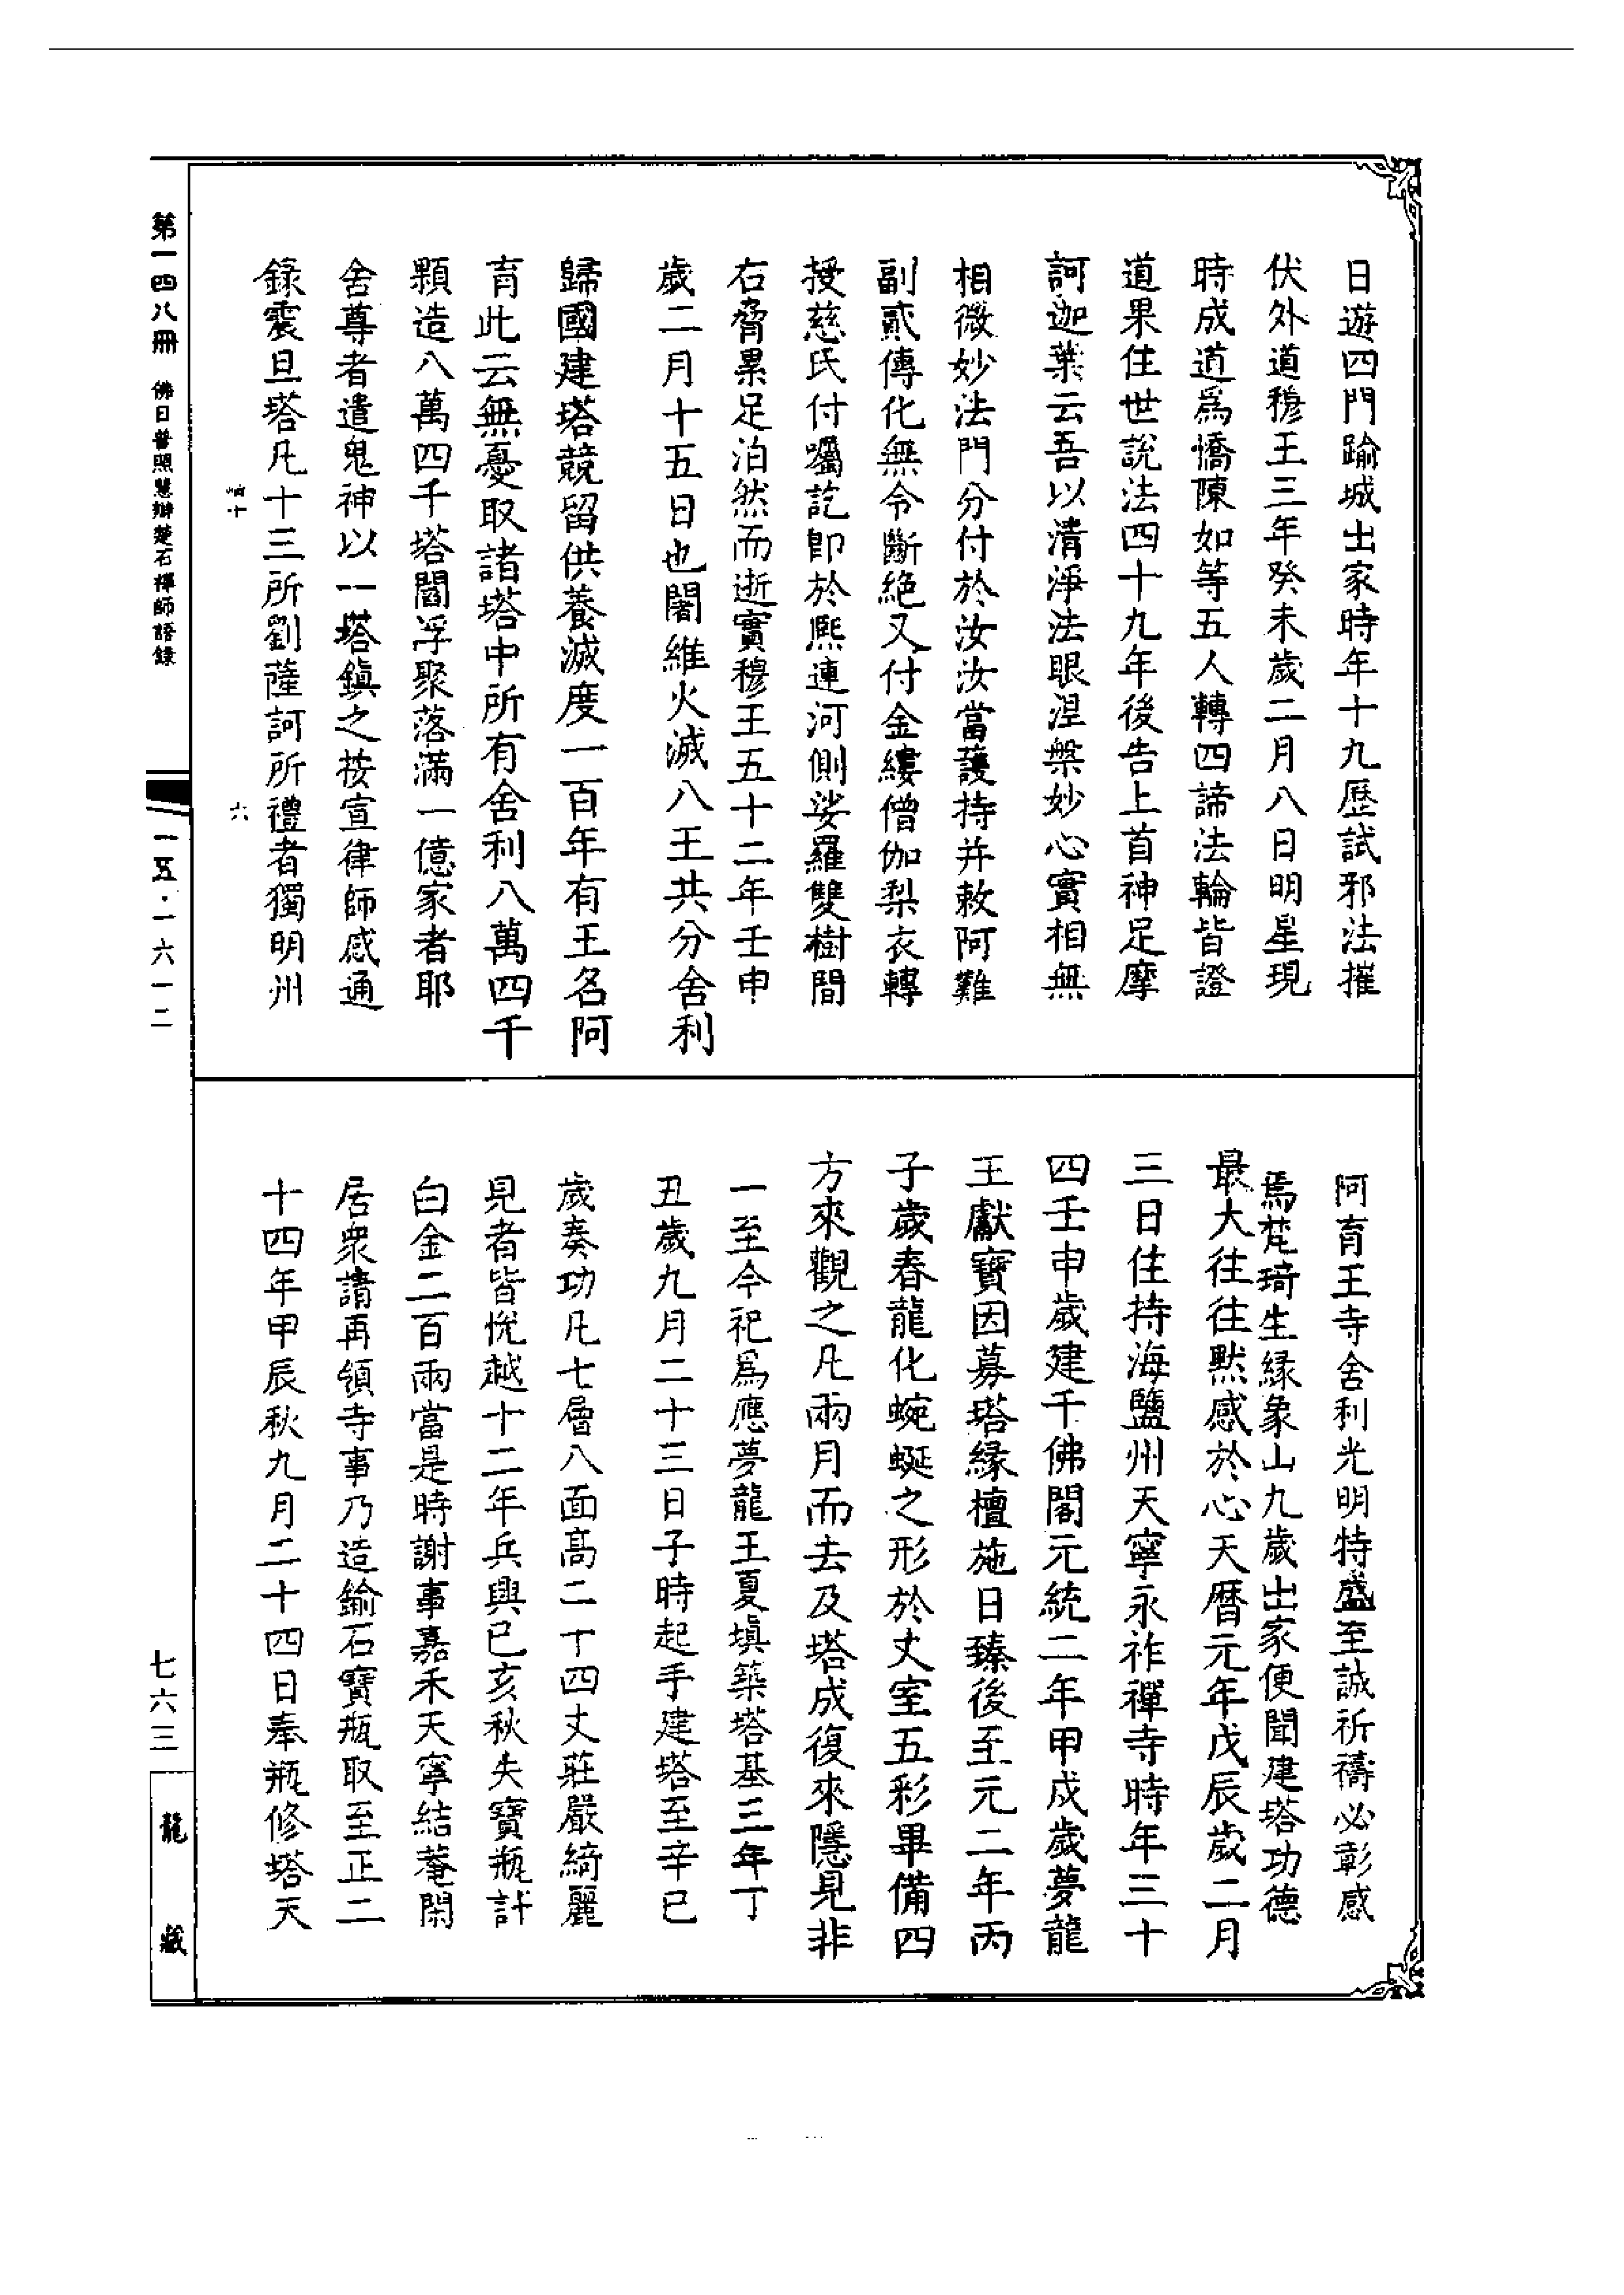 日遊四門踰城出家時年十九歷試邪法摧
伏外道穆王三年癸未歲二月八日明星現
時成道爲憍陳如等五人轉四諦法輪皆證
道果住世說法四十九年後告上首神足摩
訶迦葉云吾以清淨法眼涅槃妙心實相無
相微妙法門分付於汝汝當護持并敕阿難
副貳傳化無令斷絕又付金縷僧伽梨衣轉
授慈氏付囑訖卽於熙連河側娑羅雙樹間
右脅累足泊然而逝實穆王五十二年壬申
歲二月十五日也闍維火滅八王共分舍利
歸國建塔競留供養滅度一百年有王名阿
育此云無憂取諸塔中所有舍利八萬四千
顆造八萬四千塔閻浮聚落滿一億家者耶
舍尊者遣鬼神以一塔鎮之按宣律師感通
錄震旦塔凡十三所劉薩訶所禮者獨明州
阿育王寺舍利光明特盛至誠祈禱必彰感
焉梵琦生緣象山九歲出家便聞建塔功德
最大往往默感於心天曆元年戊辰歲二月
三日住持海鹽州天寧永祚禪寺時年三十
四壬申歲建千佛閣元統二年甲戌歲夢龍
王獻寶因募塔緣檀施日臻後至元二年丙
子歲春龍化蜿蜒之形於丈室五彩畢備四
方來觀之凡兩月而去及塔成復來隱見非
一至今祀爲應夢龍王夏填築塔基三年丁
丑歲九月二十三日子時起手建塔至辛巳
歲奏功凡七層八面高二十四丈莊嚴綺麗
見者皆悅越十二年兵興已亥秋失寶瓶計
白金二百兩當是時謝事嘉禾天寧結菴閑
居衆請再領寺事乃造鍮石寶瓶取至正二
十四年甲辰秋九月二十四日奉瓶修塔天
六
第一四八冊 佛日普照慧辯楚石禪師語錄
一五·一六一二
七六三
龍藏